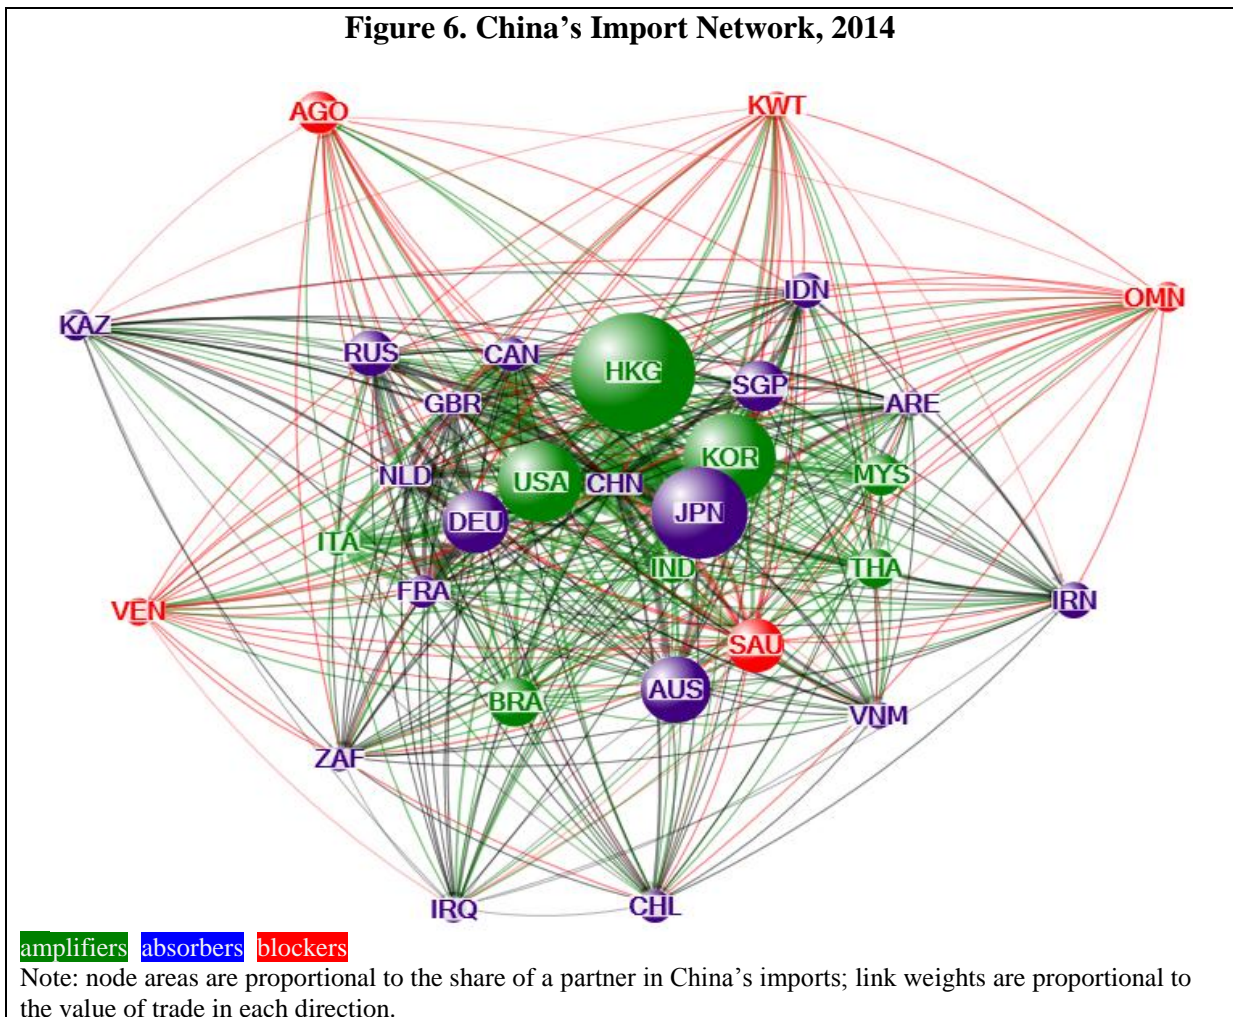 Figure 6. China's Import Network, 2014
AGO
KWT
IDN
OMN
KAZ
RUS
CAN
HKG
SGP
GBR
ARE
KOR
NLD
USA
CHN
MYS
DEU
JPN
ITA
IND
THA
FRA
IRN
VEN
SAU
AUS
BRA
VNM
ZAF
IRQ
CHL
amplifiers absorbers blockers
Note: node areas are proportional to the share of a partner in China's imports; link weights are proportional to
the value of trade in each direction.